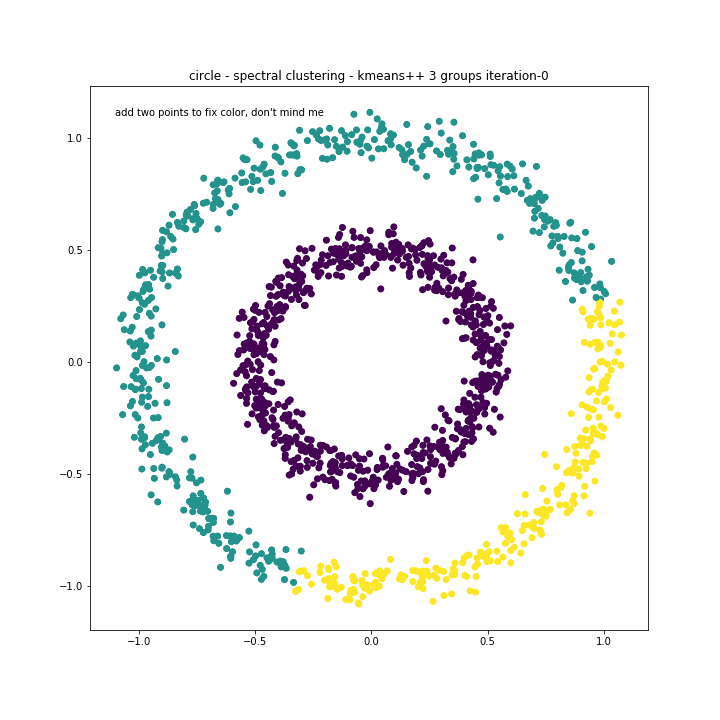 circle - spectral clustering - kmeans++ 3 groups iteration-0
add two points to fix color, don't mind me
1.0
0.5
0.0
−0.5
−1.0
−1.0 −0.5 0.0 0.5 1.0